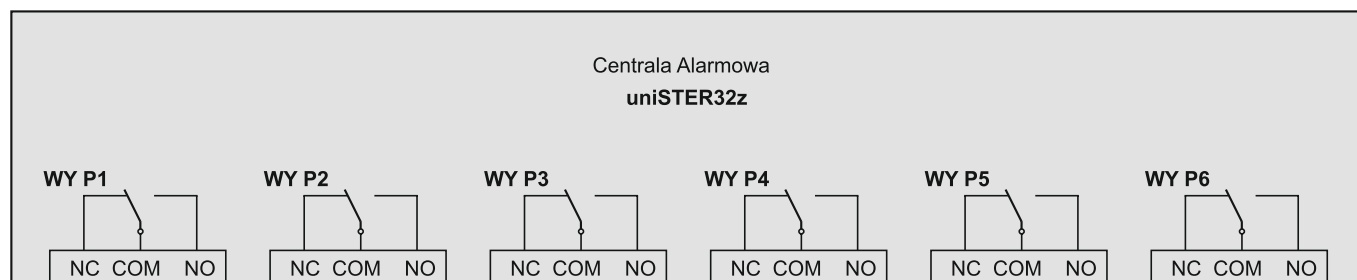 Centrala Alarmowa
uniSTER32z
WY P1 WY P2 WY P3 WY P4 WY P5 WY P6
NC COM NO NC COM NO NC COM NO NC COM NO NC COM NO NC COM NO